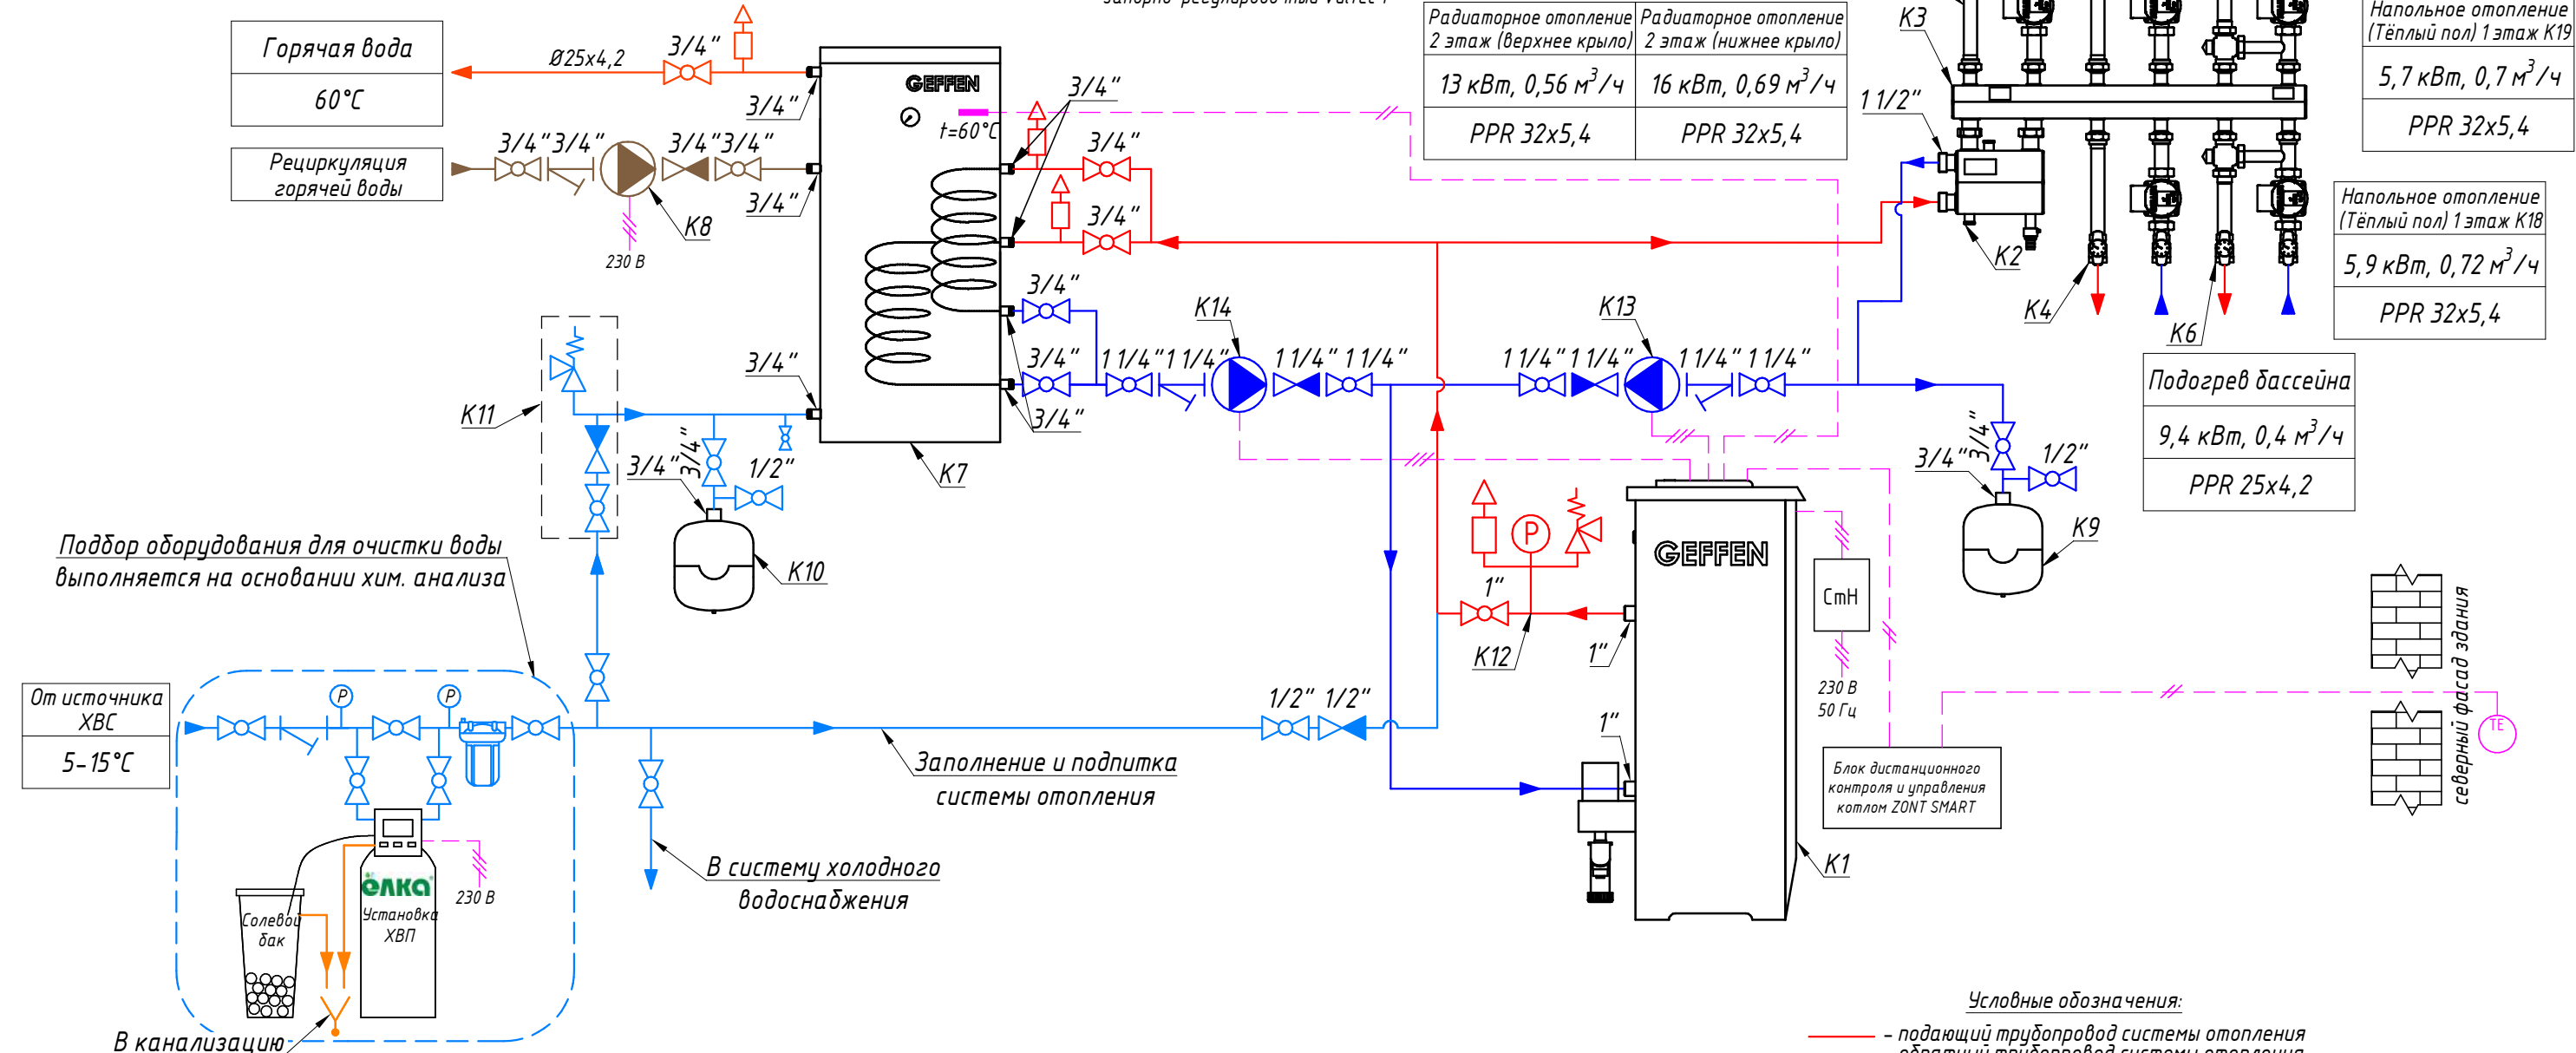 Горячая вода
60°С
Ø25х4,2
3/4"
3/4"
Рециркуляция
горячей воды
3/4" 3/4"
3/4" 3/4"
3/4"
К8
230 В
GEFFEN
t=60°С
3/4"
3/4"
3/4"
3/4"
3/4"
3/4"
3/4"
К7
К11
3/4"
3/4"
1/2"
К10
Радиаторное отопление
2 этаж (верхнее крыло)
13 кВт, 0,56 м³/ч
PPR 32х5,4
Радиаторное отопление
2 этаж (нижнее крыло)
16 кВт, 0,69 м³/ч
PPR 32х5,4
К3
1 1/2"
К2
К4
К6
Напольное отопление
(Тёплый пол) 1 этаж К19
5,7 кВт, 0,7 м³/ч
PPR 32х5,4
Напольное отопление
(Тёплый пол) 1 этаж К18
5,9 кВт, 0,72 м³/ч
PPR 32х5,4
Подогрев бассейна
9,4 кВт, 0,4 м³/ч
PPR 25х4,2
1 1/4" 1 1/4"
К14
1 1/4" 1 1/4"
1 1/4" 1 1/4"
К13
1 1/4" 1 1/4"
3/4"
3/4"
1/2"
К9
Подбор оборудования для очистки воды
выполняется на основании хим. анализа
От источника
ХВС
5-15°С
Р
Р
ёлка
Установка
ХВП
Солевой
бак
230 В
В канализацию
В систему холодного
водоснабжения
Заполнение и подпитка
системы отопления
1/2" 1/2"
Р
1"
К12
1"
1"
GEFFEN
К1
СтН
230 В
50 Гц
Блок дистанционного
контроля и управления
котлом ZONT SMART
северный фасад здания
TE
Условные обозначения:
- подающий трубопровод системы отопления
обратный трубопровод системы отопления